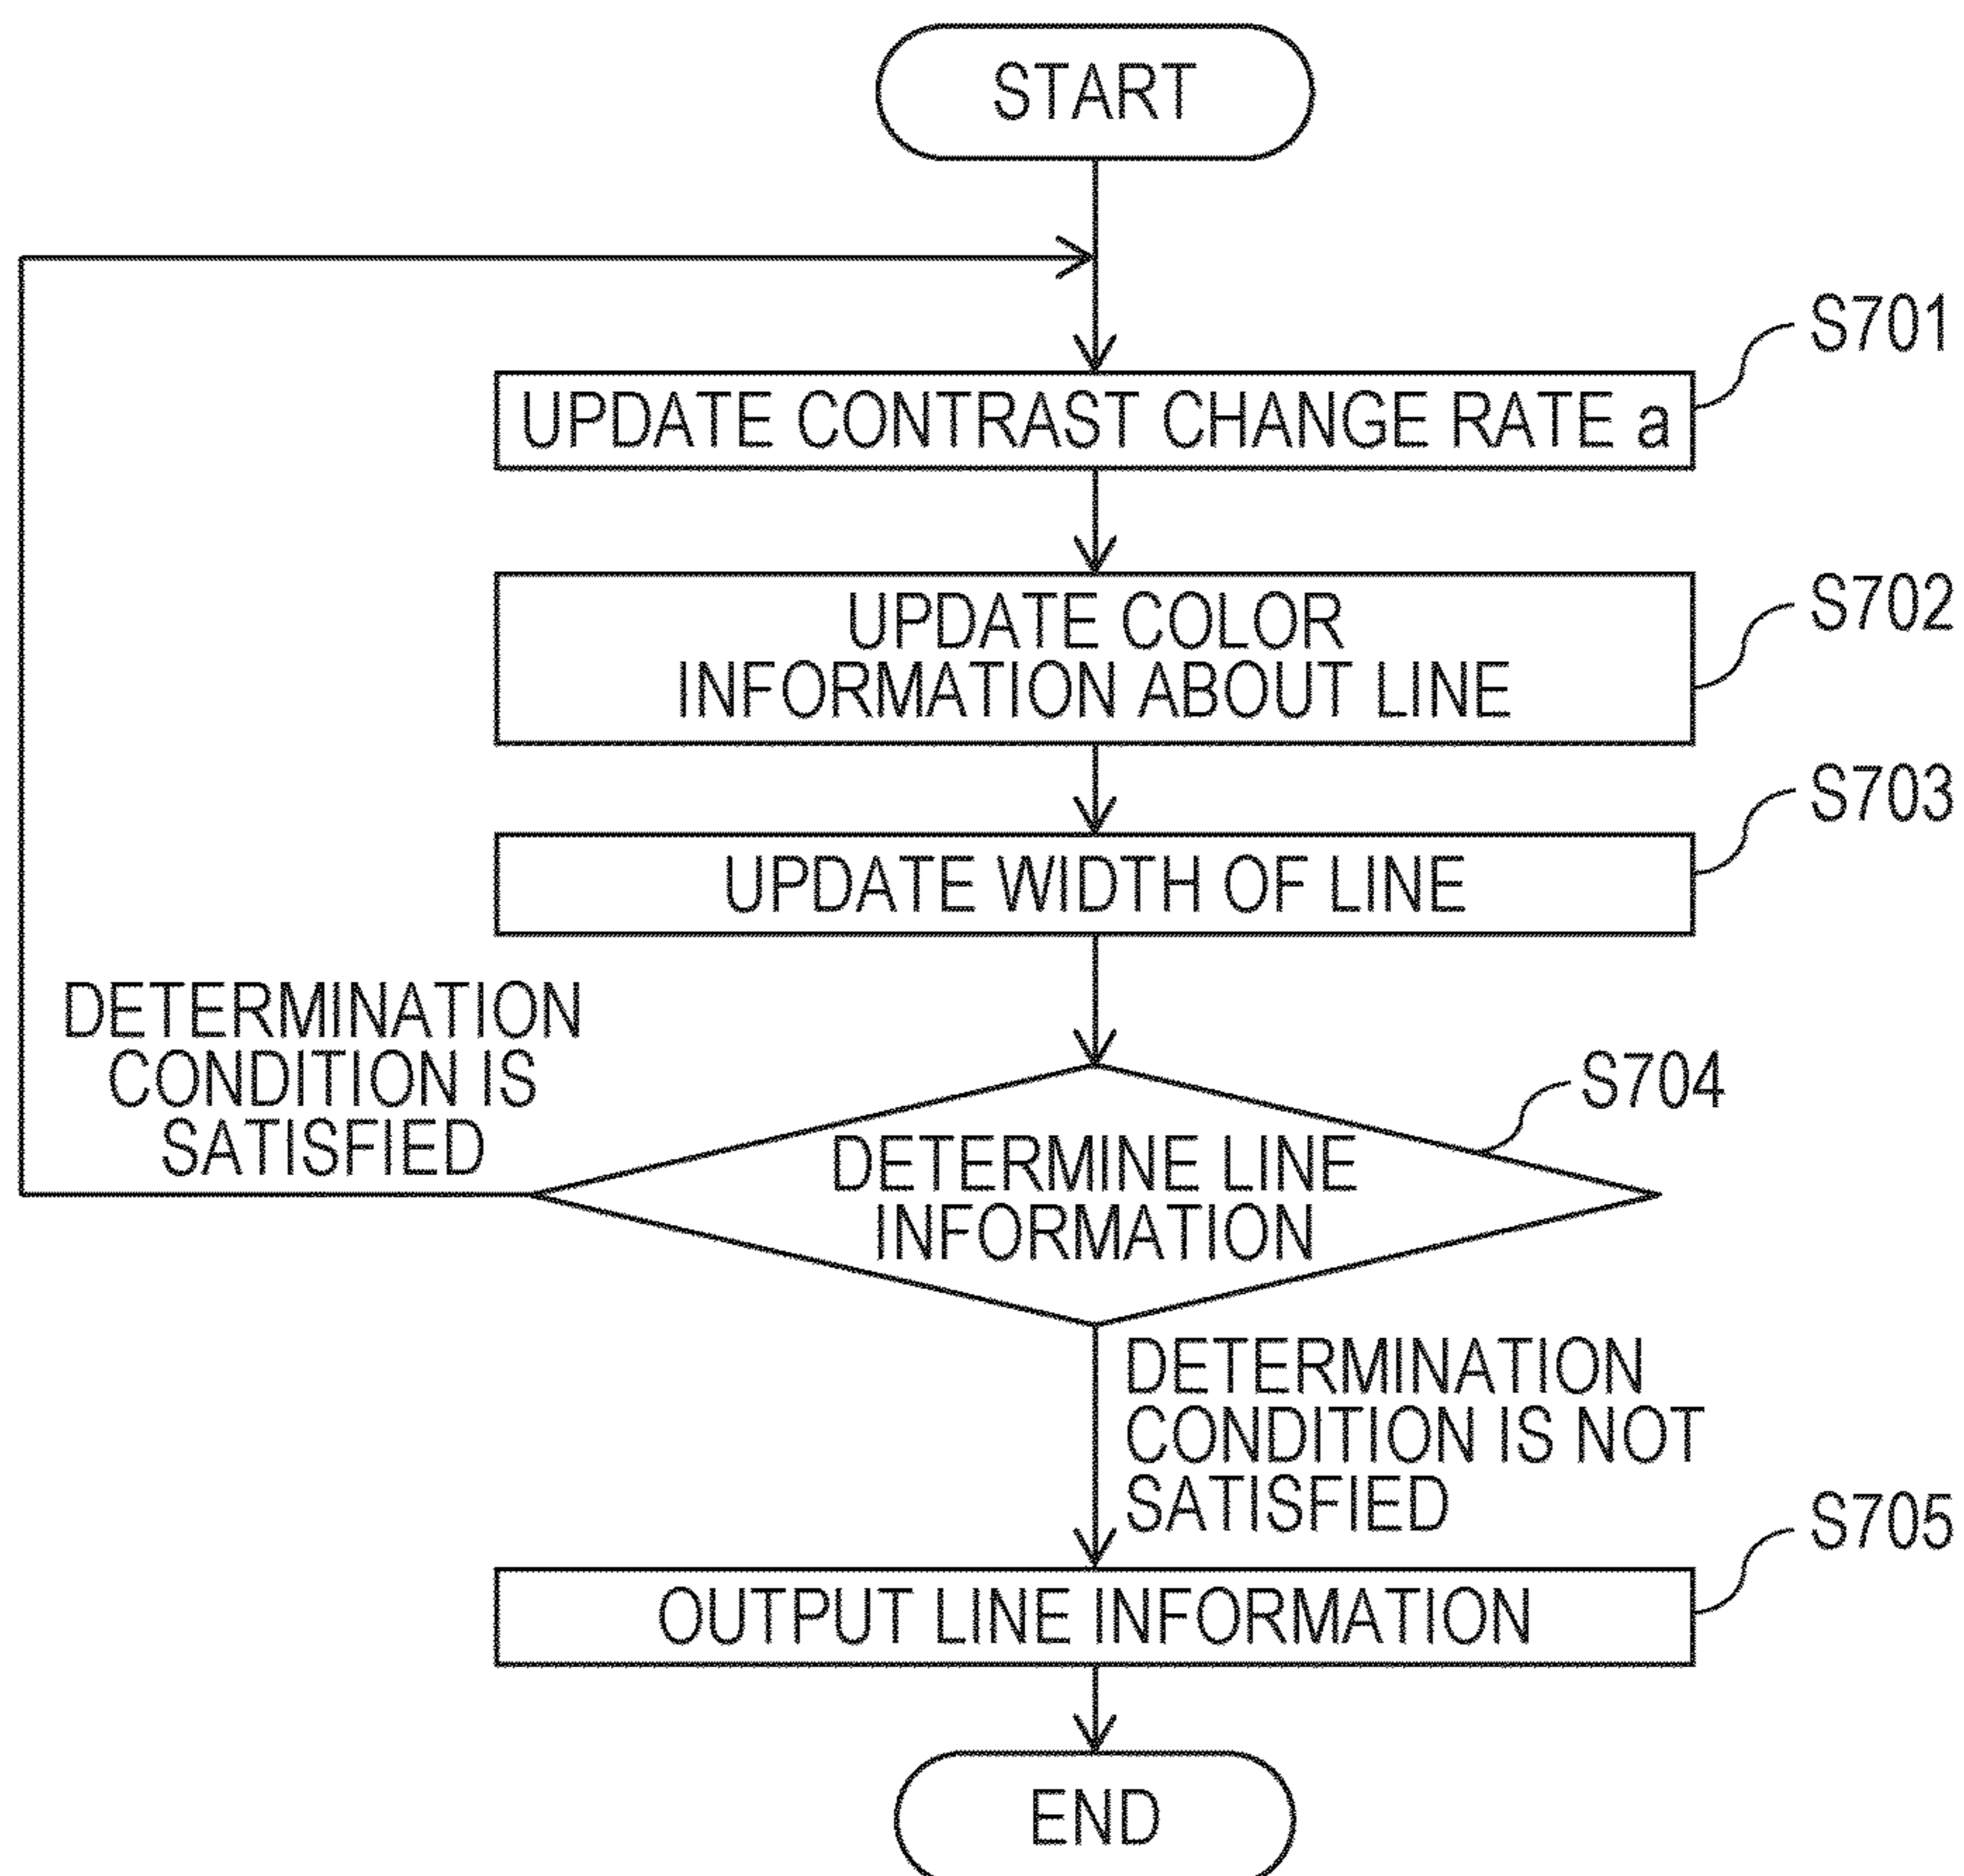 START
S701
UPDATE CONTRAST CHANGE RATE a
S702
UPDATE COLOR
INFORMATION ABOUT LINE
S703
UPDATE WIDTH OF LINE
DETERMINATION
CONDITION IS
SATISFIED
S704
DETERMINE LINE
INFORMATION
DETERMINATION
CONDITION IS NOT
SATISFIED
S705
OUTPUT LINE INFORMATION
END